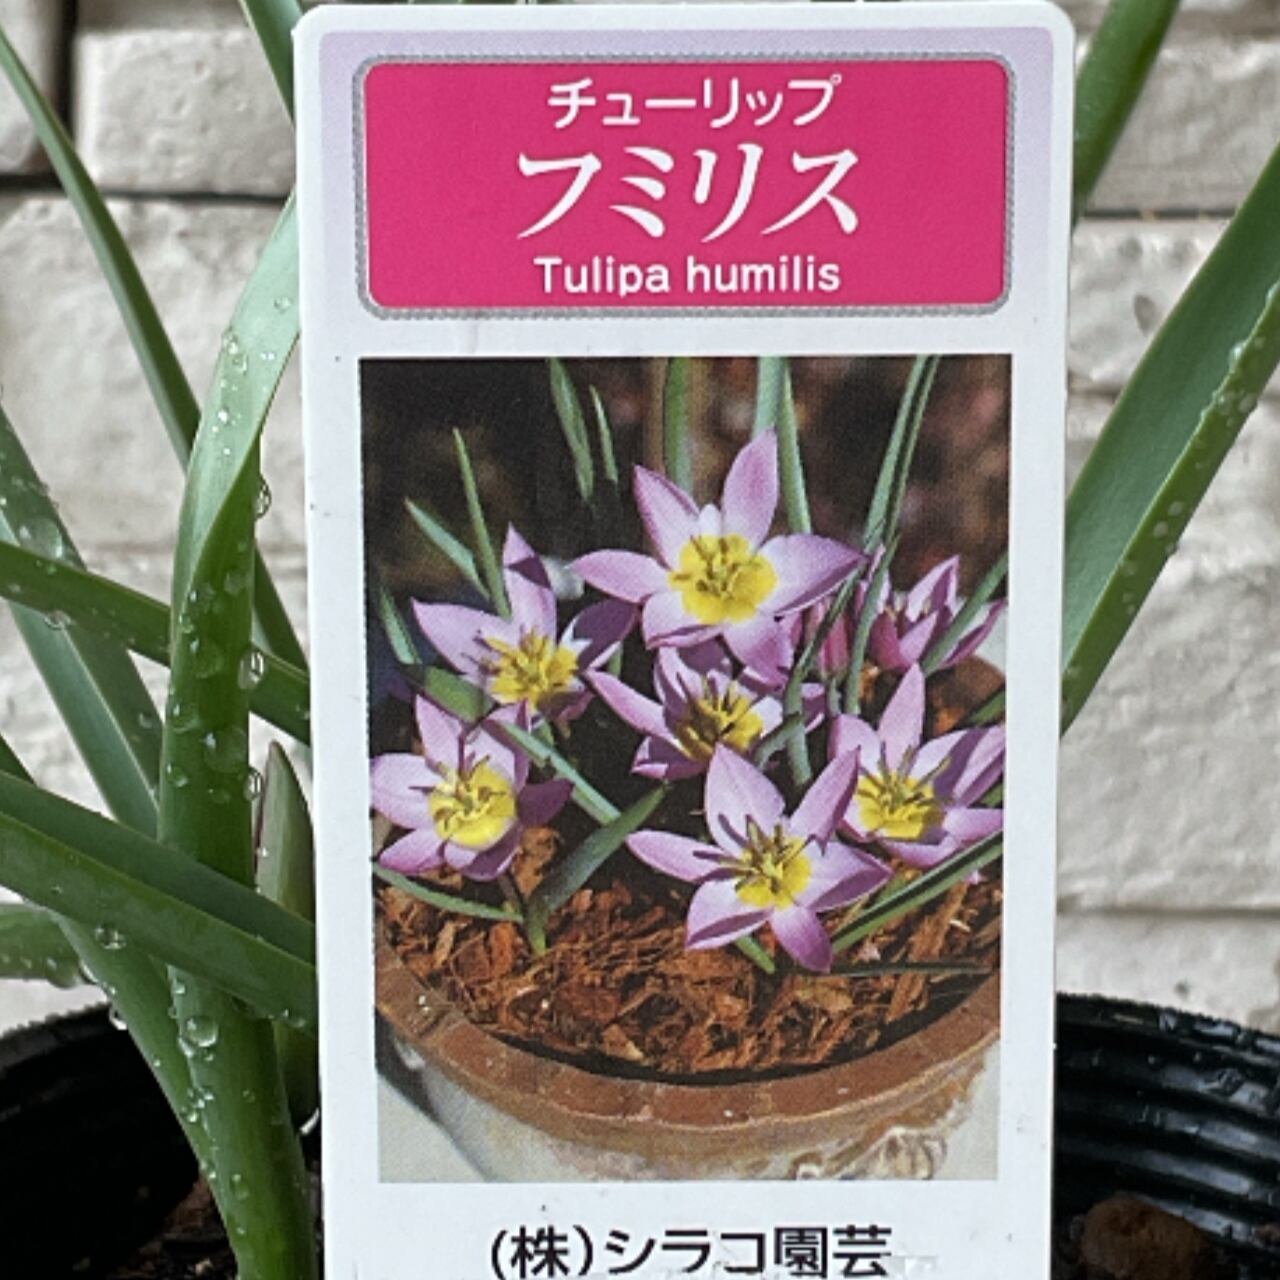 チューリップ
フミリス
Tulipa humilis
(株)シラコ園芸